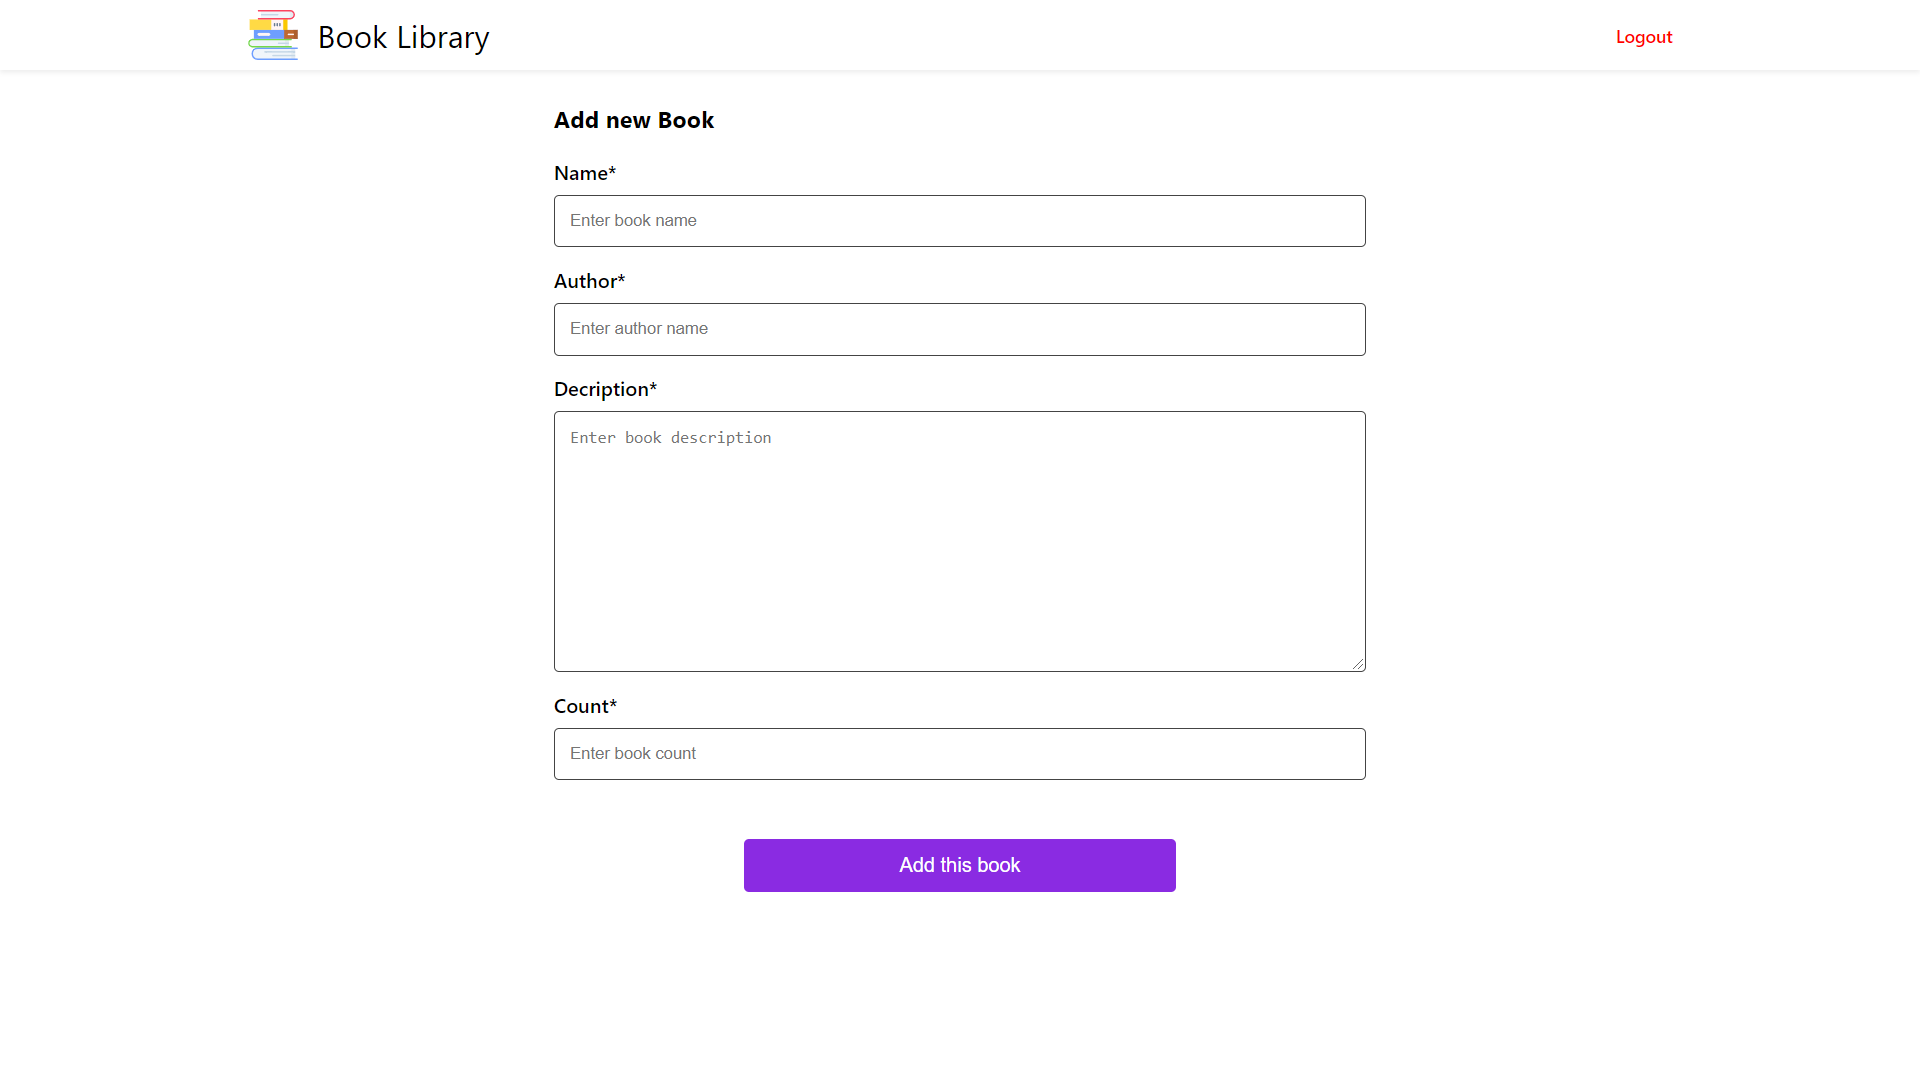 Book Library
Logout
Add new Book
Name*
Enter book name
Author*
Enter author name
Decription*
Enter book description
Count*
Enter book count
Add this book